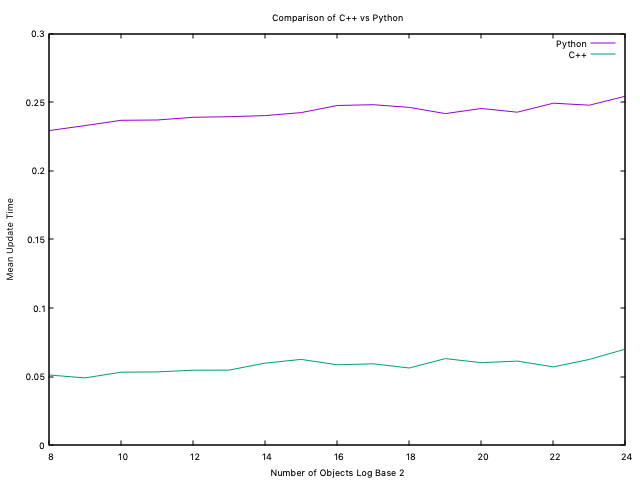 Comparison of C++ vs Python
Python
C++
0.3
0.25
0.2
0.15
0.1
0.05
0
Mean Update Time
8 10 12 14 16 18 20 22 24
Number of Objects Log Base 2